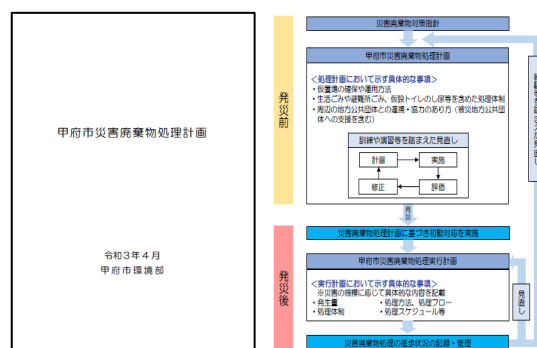 甲府市災害廃棄物処理計画
令和３年４月
甲府市環境部
発災前
災害廃棄物対策指針
甲府市災害廃棄物処理計画
＜処理計画において示す具体的な事項＞
・仮置場の確保や運用方法
・生活ごみや避難所ごみ、仮設トイレのし尿等を含めた処理体制
・周辺の地方公共団体との連携・協力のあり方（被災地方公共団
体への支援を含む）
訓練や演習等を踏まえた見直し
計画
実施
修正
評価
発災
発災後
災害廃棄物処理計画に基づき初動対応を実施
甲府市災害廃棄物処理実行計画
＜実行計画において示す具体的な事項＞
※災害の規模に応じて具体的な内容を記載
・発生量　・処理方法、処理フロー
・処理体制　・処理スケジュール等
見直し
災害廃棄物処理の進捗状況の記録・管理